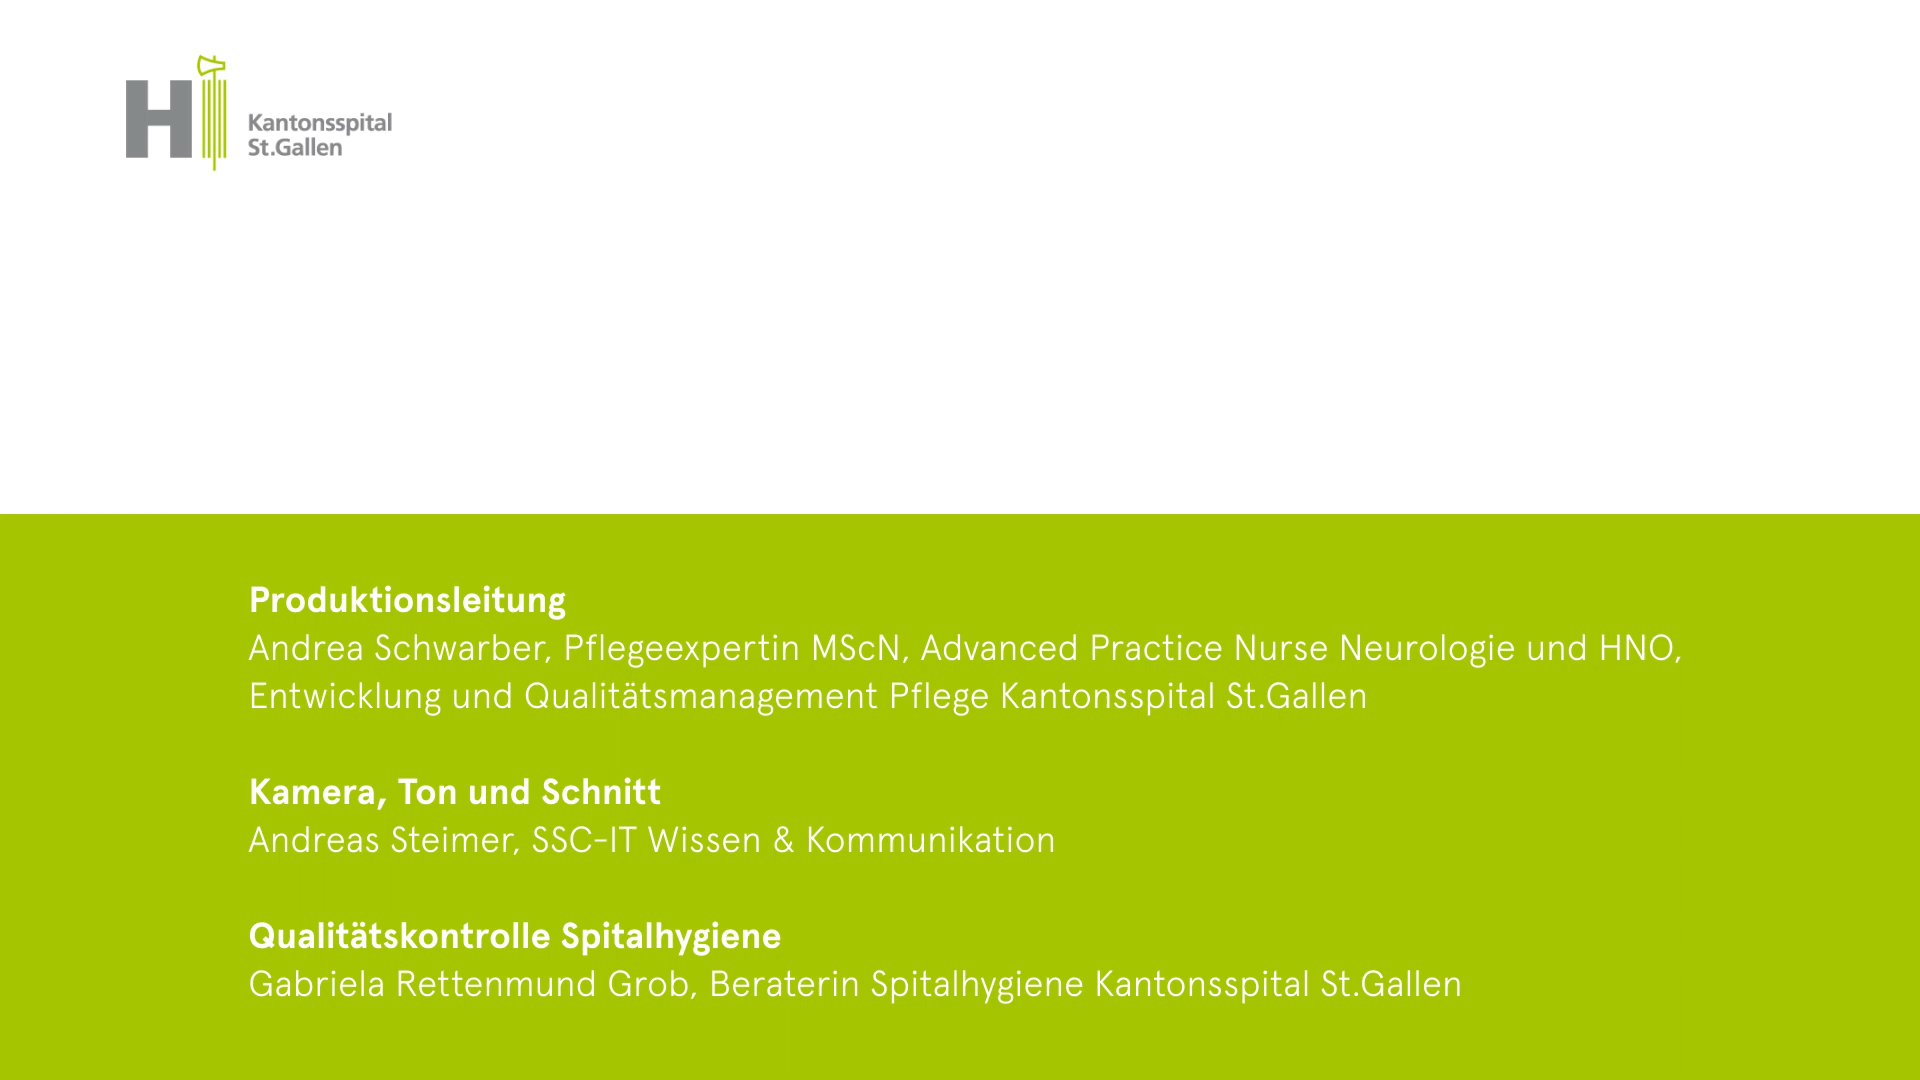 Kantonsspital
St.Gallen
Produktionsleitung
Andrea Schwarber, Pflegeexpertin MScN, Advanced Practice Nurse Neurologie und HNO,
Entwicklung und Qualitätsmanagement Pflege Kantonsspital St.Gallen
Kamera, Ton und Schnitt
Andreas Steimer, SSC-IT Wissen & Kommunikation
Qualitätskontrolle Spitalhygiene
Gabriela Rettenmund Grob, Beraterin Spitalhygiene Kantonsspital St.Gallen